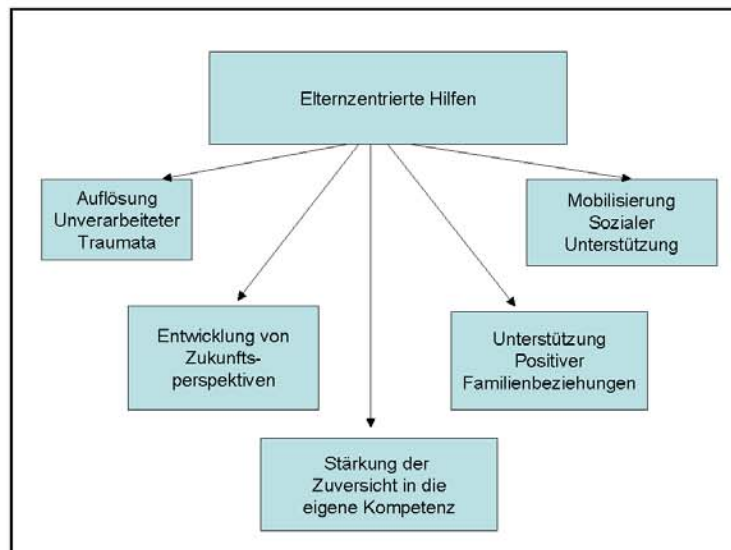 Elternzentrierte Hilfen
Auflösung
Unverarbeiteter
Traumata
Mobilisierung
Sozialer
Unterstützung
Entwicklung von
Zukunfts-
perspektiven
Unterstützung
Positiver
Familienbeziehungen
Stärkung der
Zuversicht in die
eigene Kompetenz